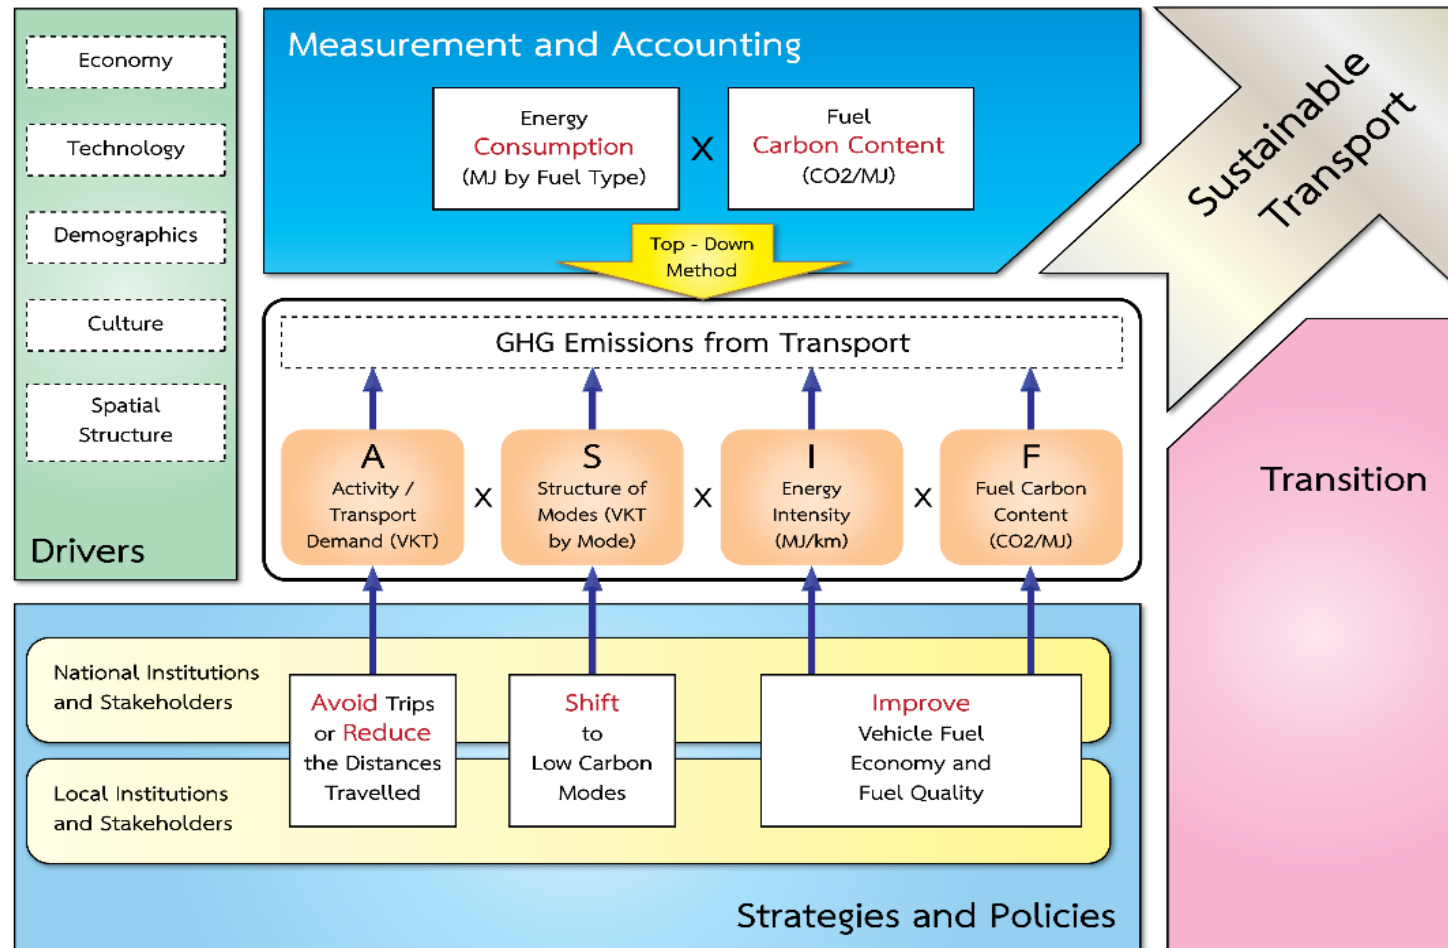 Economy
Technology
Demographics
Culture
Spatial
Structure
Drivers
Measurement and Accounting
Energy
Consumption
(MJ by Fuel Type)
X
Fuel
Carbon Content
(CO2/MJ)
Top - Down
Method
GHG Emissions from Transport
A
Activity /
Transport
Demand (VKT)
X
S
Structure of
Modes (VKT
by Mode)
X
I
Energy
Intensity
(MJ/km)
X
F
Fuel Carbon
Content
(CO2/MJ)
National Institutions
and Stakeholders
Local Institutions
and Stakeholders
Avoid Trips
or Reduce
the Distances
Travelled
Shift
to
Low Carbon
Modes
Improve
Vehicle Fuel
Economy and
Fuel Quality
Strategies and Policies
Sustainable
Transport
Transition